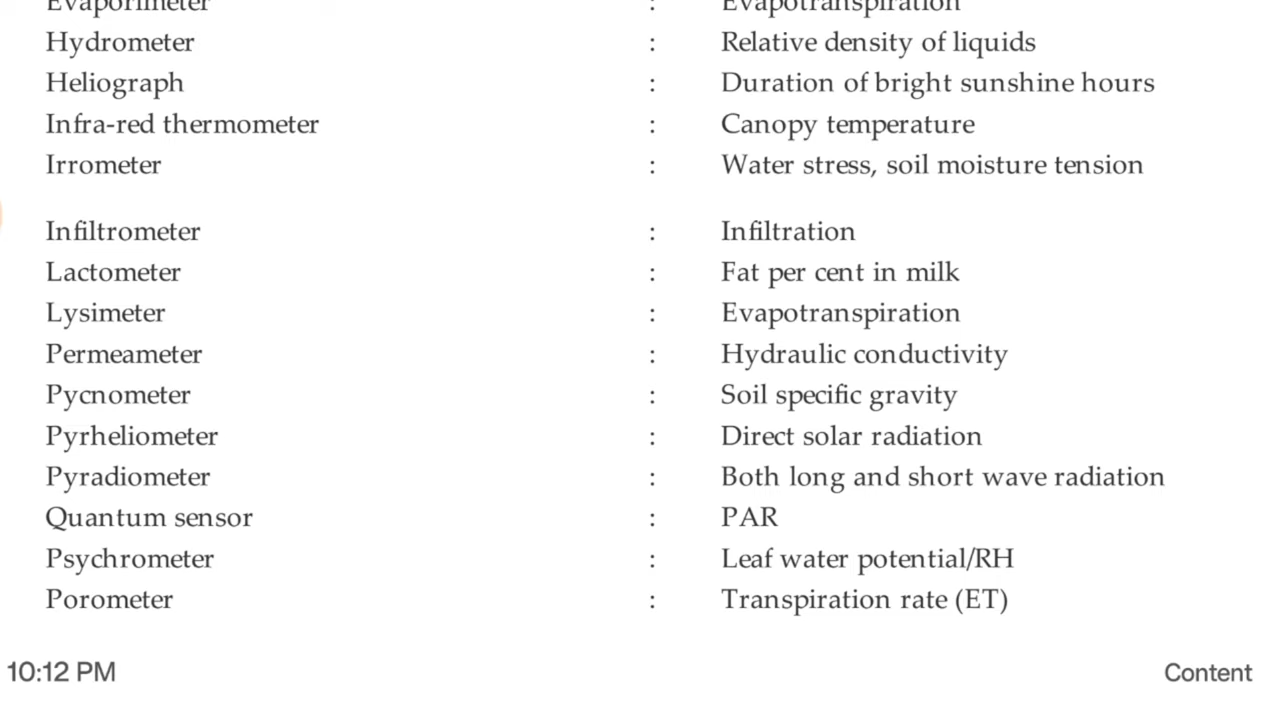 Evaporimeter : Evapotranspiration
Hydrometer : Relative density of liquids
Heliograph : Duration of bright sunshine hours
Infra-red thermometer : Canopy temperature
Irrometer : Water stress, soil moisture tension
Infiltrometer : Infiltration
Lactometer : Fat per cent in milk
Lysimeter : Evapotranspiration
Permeameter : Hydraulic conductivity
Pycnometer : Soil specific gravity
Pyrheliometer : Direct solar radiation
Pyradiometer : Both long and short wave radiation
Quantum sensor : PAR
Psychrometer : Leaf water potential/RH
Porometer : Transpiration rate (ET)
10:12 PM Content